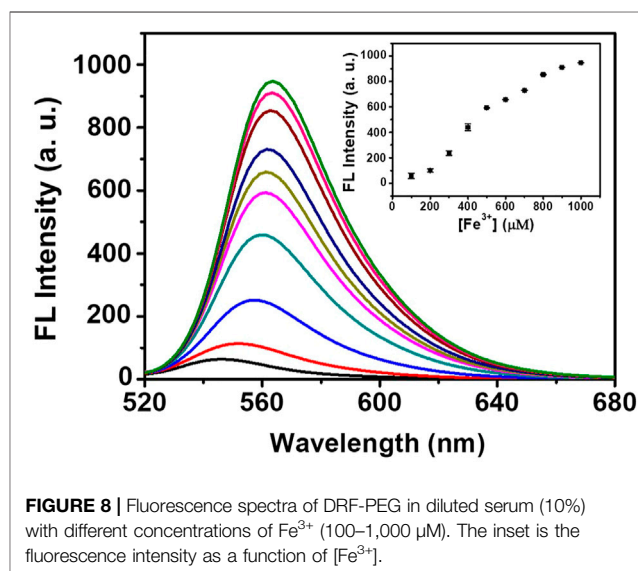 1000
800
600
400
200
0
FL Intensity (a. u.)
520 560 600 640 680
Wavelength (nm)
1000
800
600
400
200
0
FL Intensity (a. u.)
0 200 400 600 800 1000
[Fe³⁺] (μM)
FIGURE 8 | Fluorescence spectra of DRF-PEG in diluted serum (10%)
with different concentrations of Fe³⁺ (100–1,000 μM). The inset is the
fluorescence intensity as a function of [Fe³⁺].